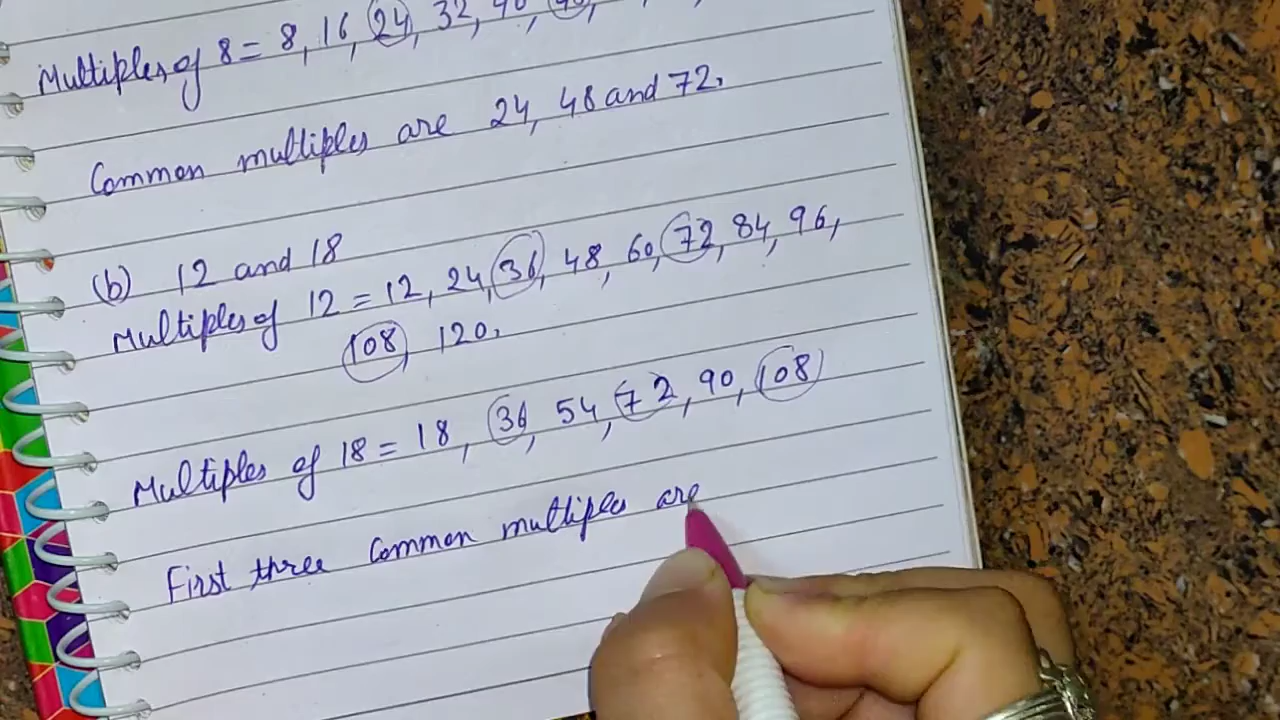 Multiples of 8 = 8, 16, 24, 32, 40, 48,
Common multiples are 24, 48 and 72.
(b) 12 and 18
Multiples of 12 = 12, 24, 36, 48, 60, 72, 84, 96,
108, 120.
Multiples of 18 = 18, 36, 54, 72, 90, 108
First three common multiples are